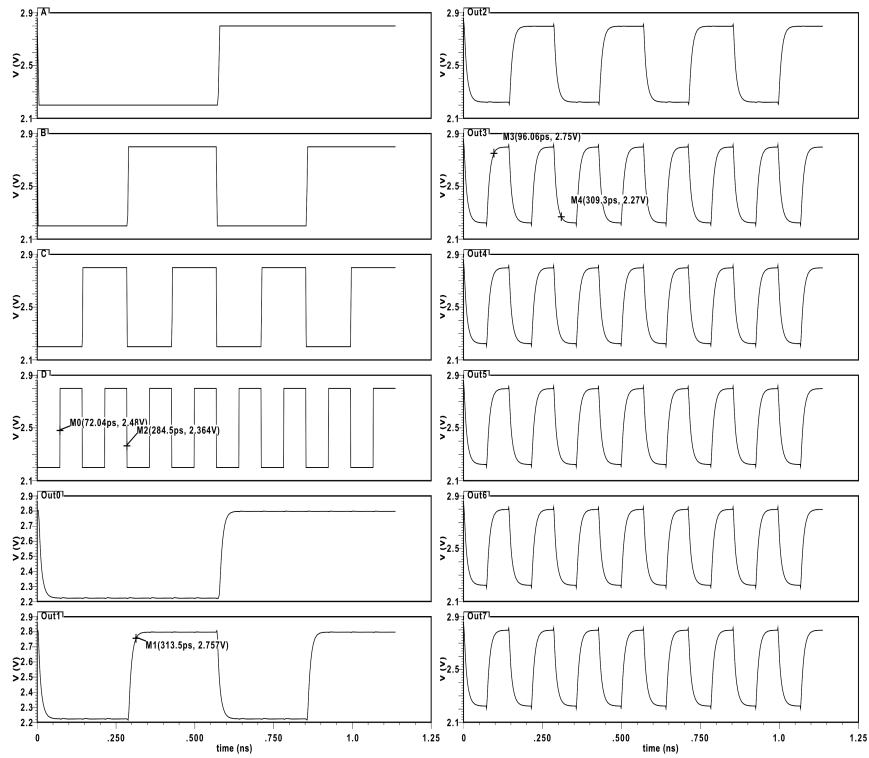 A
2.9
2.5
2.1
V (V)
B
2.9
2.5
2.1
V (V)
C
2.9
2.5
2.1
V (V)
D
2.9
2.5
2.1
V (V)
M0(72.04ps, 2.48V)
M2(284.5ps, 2.364V)
Out0
2.9
2.8
2.7
2.6
2.5
2.4
2.3
2.2
V (V)
Out1
2.9
2.8
2.7
2.6
2.5
2.4
2.3
2.2
V (V)
M1(313.5ps, 2.757V)
0 .250 .500 .750 1.0 1.25
time (ns)
Out2
2.9
2.5
2.1
V (V)
Out3
2.9
2.5
2.1
V (V)
M3(96.06ps, 2.75V)
M4(309.3ps, 2.27V)
Out4
2.9
2.5
2.1
V (V)
Out5
2.9
2.5
2.1
V (V)
Out6
2.9
2.5
2.1
V (V)
Out7
2.9
2.5
2.1
V (V)
0 .250 .500 .750 1.0 1.25
time (ns)